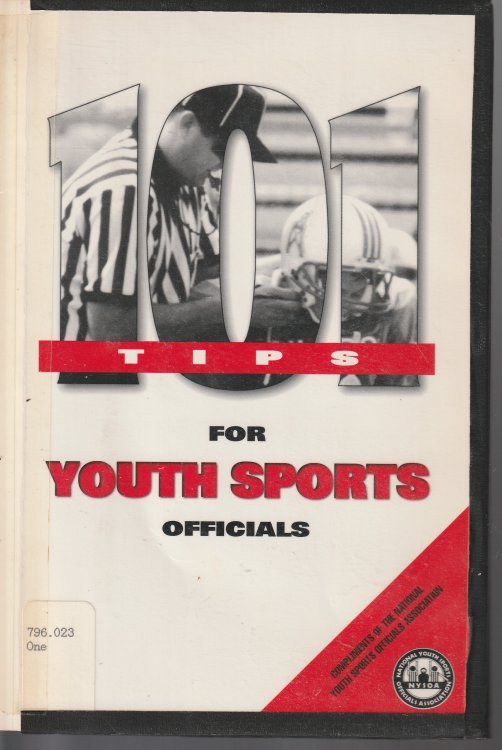 101
TIPS
FOR
YOUTH SPORTS
OFFICIALS
COMPLIMENTS OF THE NATIONAL
YOUTH SPORTS OFFICIALS ASSOCIATION
NATIONAL YOUTH SPORTS
NYSOA
OFFICIALS ASSOCIATION
796.023
One